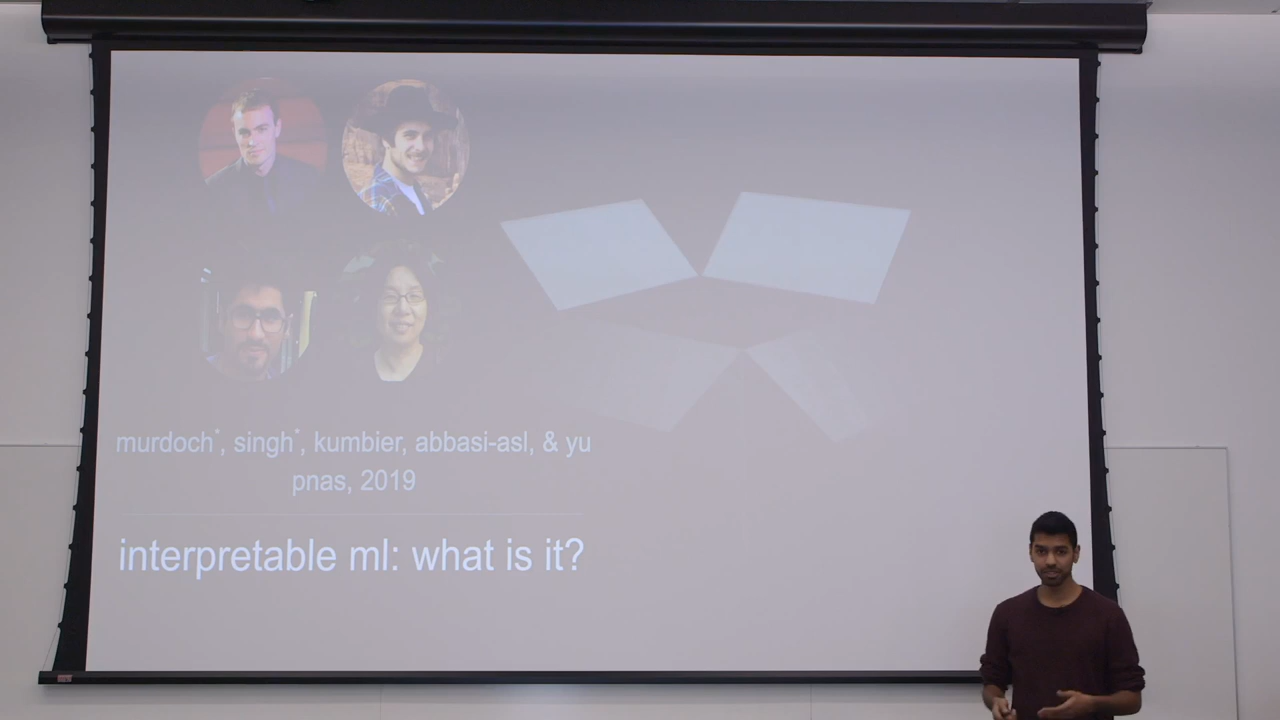 murdoch*, singh*, kumbier, abbasi-asl, & yu
pnas, 2019
interpretable ml: what is it?